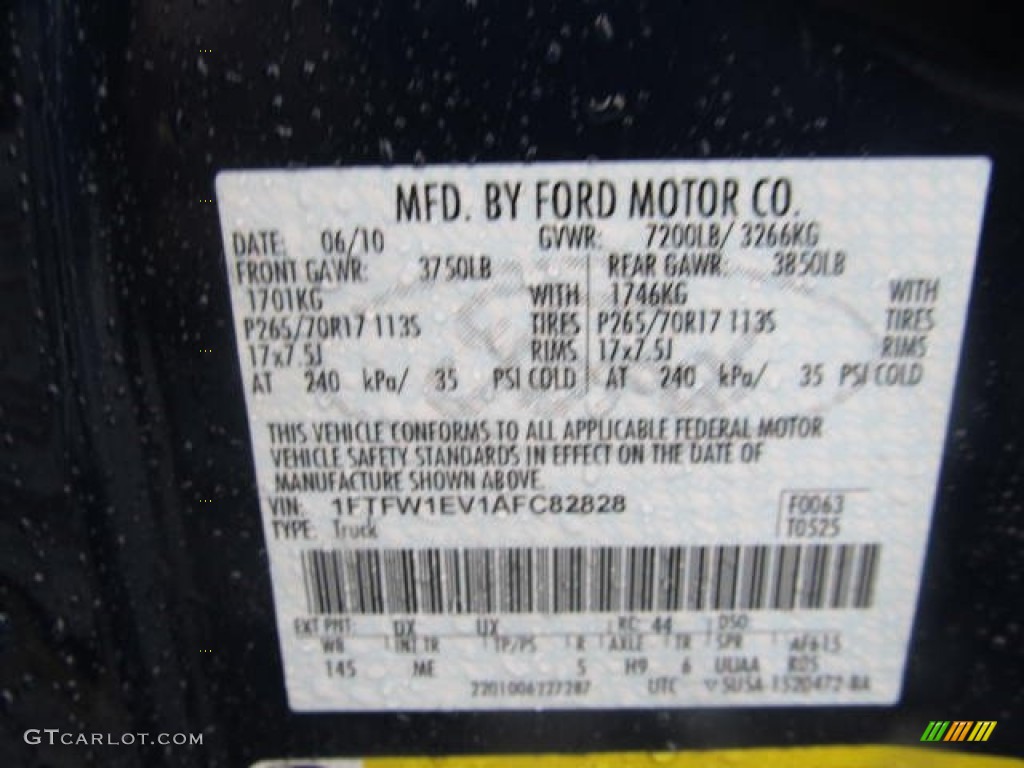 MFD. BY FORD MOTOR CO.
DATE: 06/10 GVWR: 7200LB/ 3266KG
FRONT GAWR: 3750LB REAR GAWR: 3850LB
1701KG WITH 1746KG WITH
P265/70R17 113S TIRES P265/70R17 113S TIRES
17x7.5J RIMS 17x7.5J RIMS
AT 240 kPa/ 35 PSI COLD AT 240 kPa/ 35 PSI COLD
THIS VEHICLE CONFORMS TO ALL APPLICABLE FEDERAL MOTOR
VEHICLE SAFETY STANDARDS IN EFFECT ON THE DATE OF
MANUFACTURE SHOWN ABOVE.
VIN: 1FTFW1EV1AFC82828 F0063
TYPE: Truck T0525
EXT PNT: DX UX RC: 44 DSO:
WB INT TR TP/PS R AXLE TR SPR
145 ME 5 H9 6 UUAA
UTC
GTCARLOT.COM